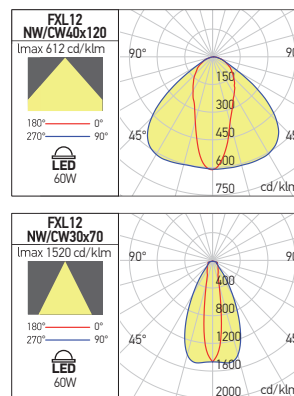 FXL12
NW/CW40x120
Imax 612 cd/klm
180° 0°
270° 90°
LED
60W
90°
45°
45°
150
300
450
600
750
cd/klm
FXL12
NW/CW30x70
Imax 1520 cd/klm
180° 0°
270° 90°
LED
60W
90°
45°
45°
400
800
1200
1600
2000
cd/klm